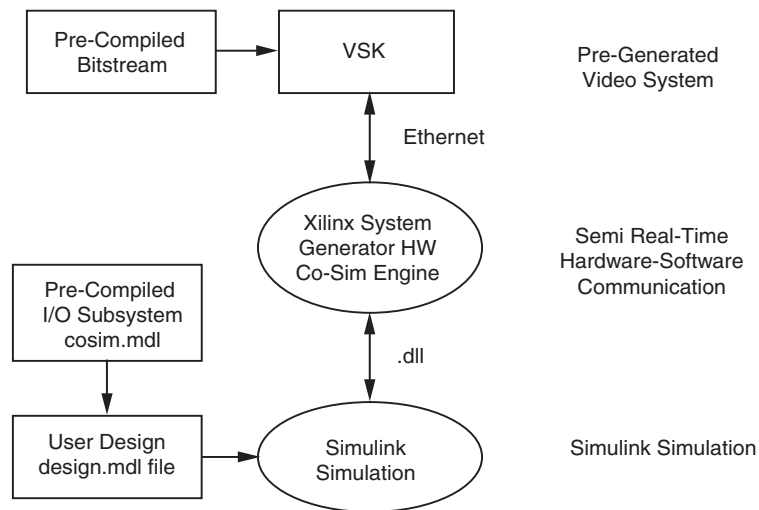 Pre-Compiled
Bitstream
VSK
Pre-Generated
Video System
Ethernet
Xilinx System
Generator HW
Co-Sim Engine
Semi Real-Time
Hardware-Software
Communication
Pre-Compiled
I/O Subsystem
cosim.mdl
.dll
User Design
design.mdl file
Simulink
Simulation
Simulink Simulation